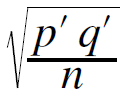 √(p′ q′ / n)